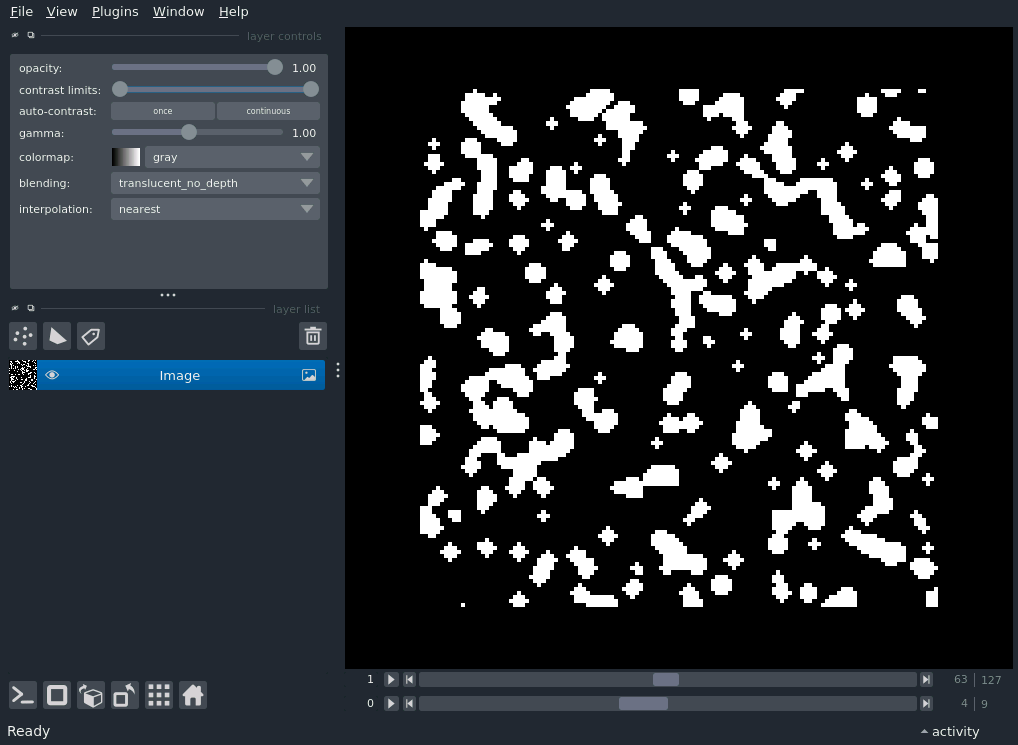 File View Plugins Window Help
layer controls
opacity: 1.00
contrast limits:
auto-contrast: once continuous
gamma: 1.00
colormap: gray
blending: translucent_no_depth
interpolation: nearest
layer list
Image
1 63 127
0 4 9
Ready activity